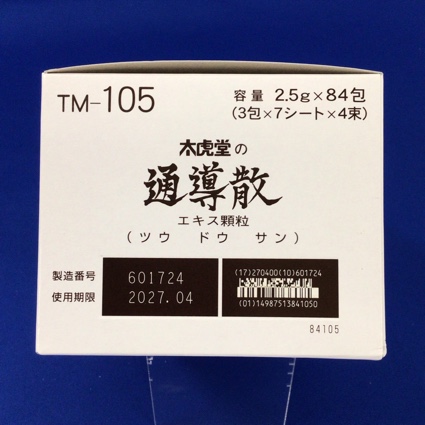 TM-105
容量 2.5g×84包
(3包×7シート×4束)
太虎堂の
通導散
エキス顆粒
(ツウ ドウ サン)
製造番号 601724
使用期限 2027.04
(17)270400(10)601724
(01)14987513841050
84105